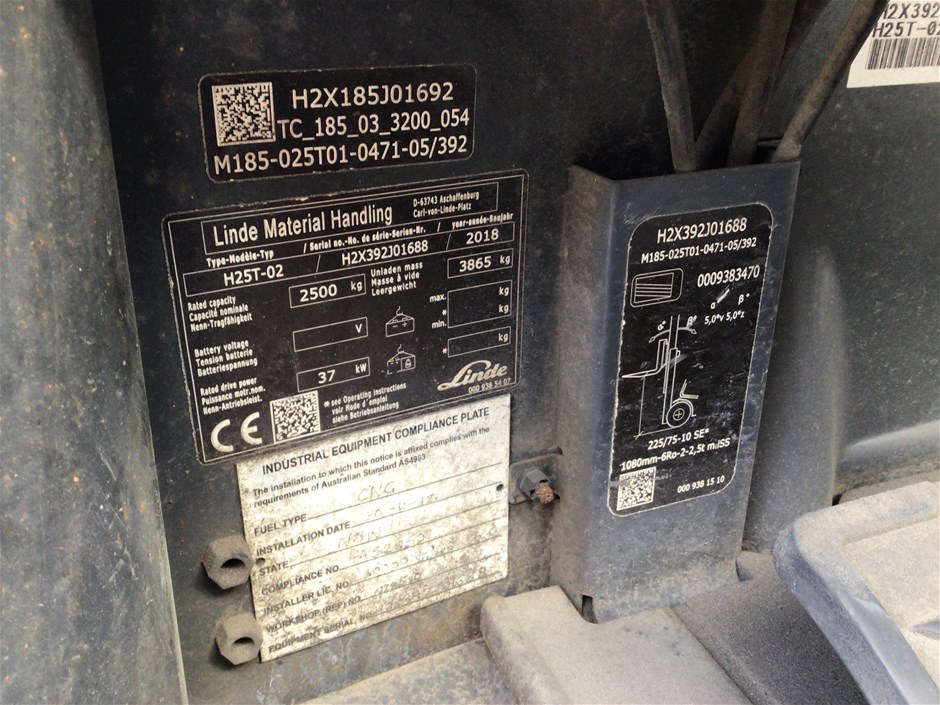 H2X185J01692
TC_185_03_3200_054
M185-025T01-0471-05/392
Linde Material Handling
D-63743 Aschaffenburg
Carl-von-Linde-Platz
Type-Modèle-Typ / Serial no.-No. de série-Serien-Nr. / year-année-Baujahr
H25T-02 / H2X392J01688 / 2018
Rated capacity
Capacité nominale
Nenn-Tragfähigkeit
2500 kg
Unladen mass
Masse à vide
Leergewicht
3865 kg
max. kg
* min. kg
Battery voltage
Tension batterie
Batteriespannung
V
* kg
Rated drive power
Puissance motr.nom.
Nenn-Antriebsleist.
37 kW
* see Operating instructions
voir Mode d'emploi
siehe Betriebsanleitung
Linde
000 938 54 07
CE
INDUSTRIAL EQUIPMENT COMPLIANCE PLATE
The installation to which this notice is affixed complies with the
requirements of Australian Standard AS4983
FUEL TYPE CNG
INSTALLATION DATE
STATE NSW
COMPLIANCE NO.
INSTALLER LIC. NO.
WORKSHOP (REP) NO.
EQUIPMENT SERIAL NO.
H2X392J01688
M185-025T01-0471-05/392
0009383470
α β°
5,0°v 5,0°z
α° β°
225/75-10 SE*
1080mm-6Ro-2-2,5t m.ISS
000 938 15 10
H2X392
H25T-02